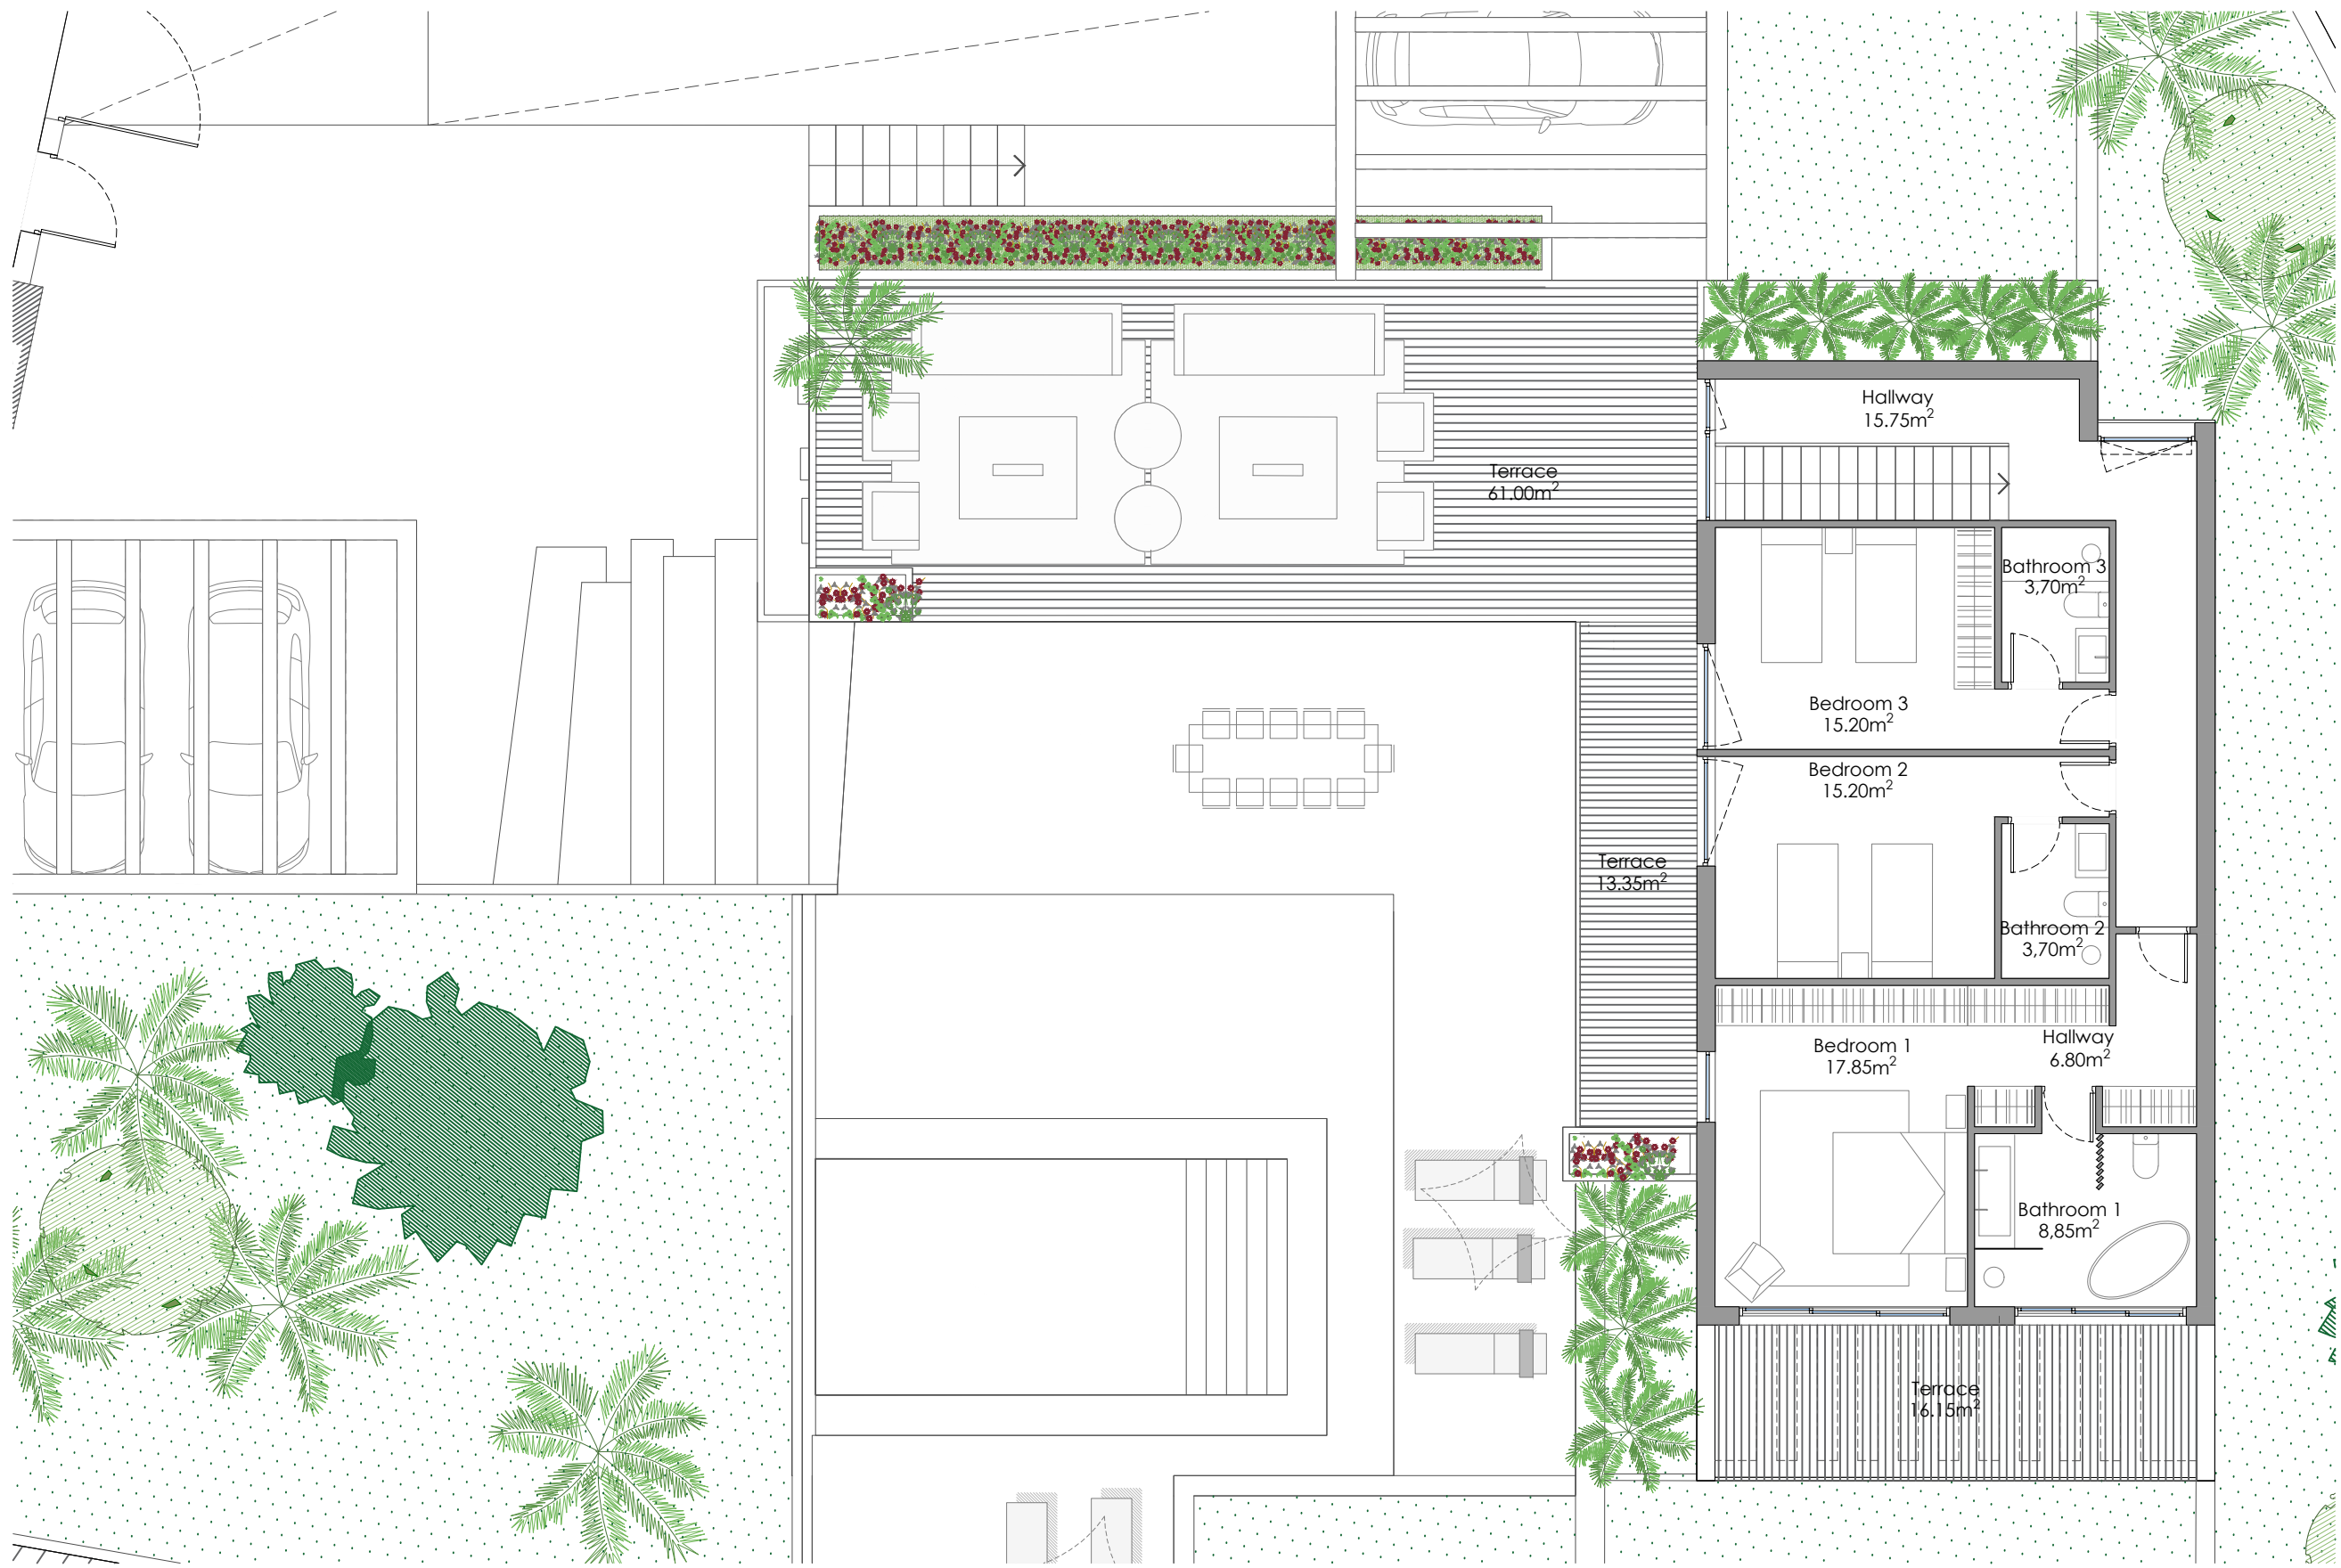 Hallway
15.75m²
Terrace
61.00m²
Bathroom 3
3,70m²
Bedroom 3
15.20m²
Bedroom 2
15.20m²
Terrace
13.35m²
Bathroom 2
3,70m²
Hallway
6.80m²
Bedroom 1
17.85m²
Bathroom 1
8,85m²
Terrace
16.15m²